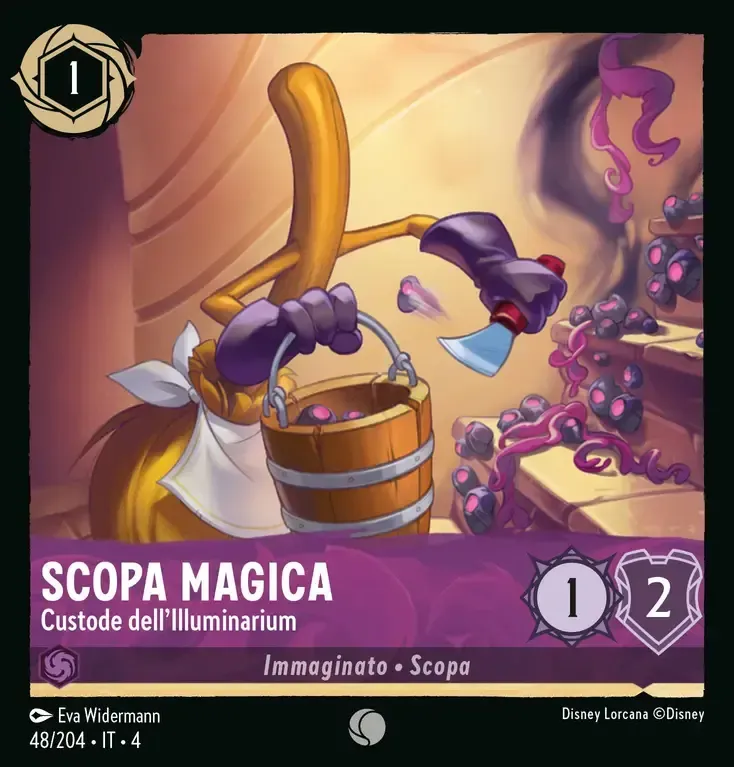 1
SCOPA MAGICA
Custode dell'Illuminarium
1 2
Immaginato • Scopa
Eva Widermann
48/204 • IT • 4
Disney Lorcana ©Disney